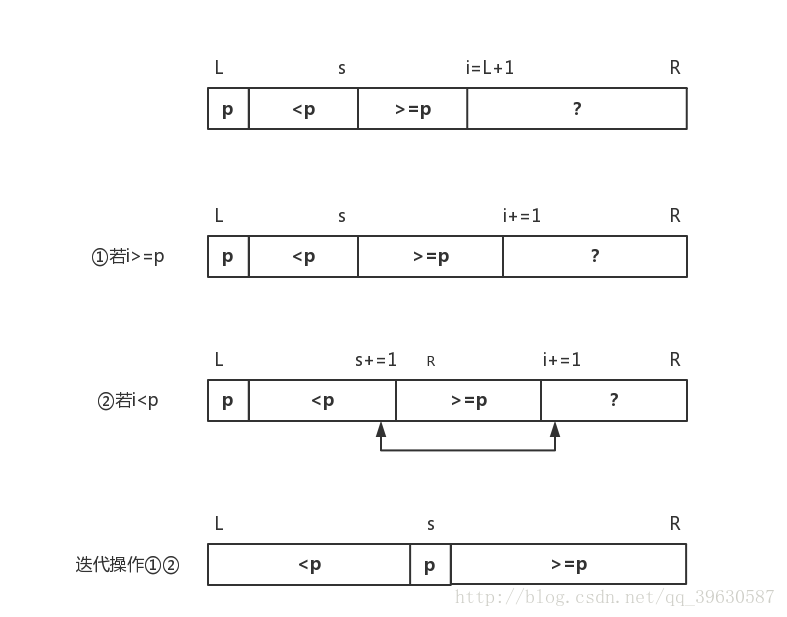 L s i=L+1 R
p <p >=p ?
L s i+=1 R
①若i>=p p <p >=p ?
L s+=1 R i+=1 R
②若i<p p <p >=p ?
L s R
迭代操作①② <p p >=p
http://blog.csdn.net/qq_39630587